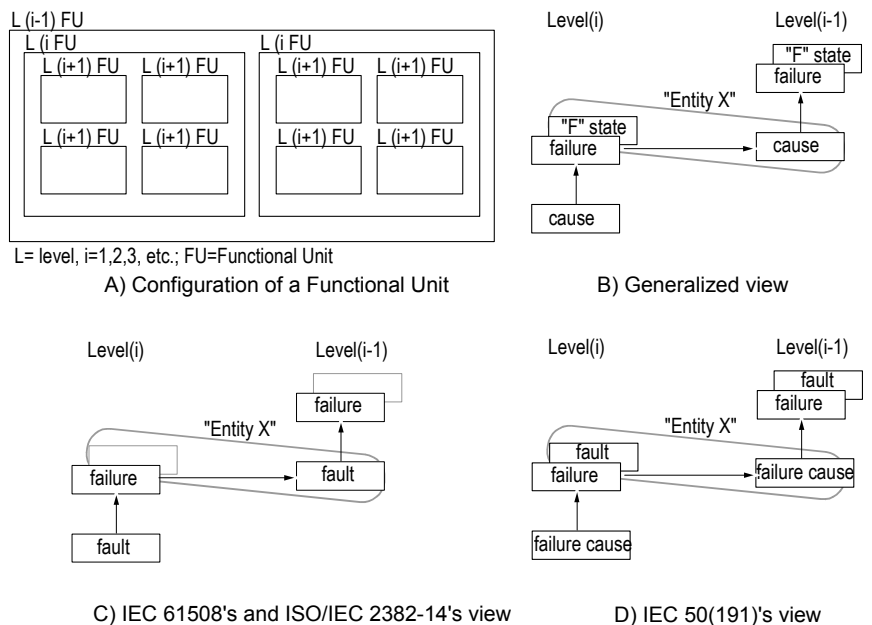 L (i-1) FU
L (i FU
L (i FU
L (i+1) FU
L (i+1) FU
L (i+1) FU
L (i+1) FU
L (i+1) FU
L (i+1) FU
L (i+1) FU
L (i+1) FU
L= level, i=1,2,3, etc.; FU=Functional Unit
A) Configuration of a Functional Unit
Level(i)
Level(i-1)
"F" state
failure
"Entity X"
"F" state
failure
cause
cause
B) Generalized view
Level(i)
Level(i-1)
failure
"Entity X"
failure
fault
fault
C) IEC 61508's and ISO/IEC 2382-14's view
Level(i)
Level(i-1)
fault
failure
"Entity X"
fault
failure
failure cause
failure cause
D) IEC 50(191)'s view